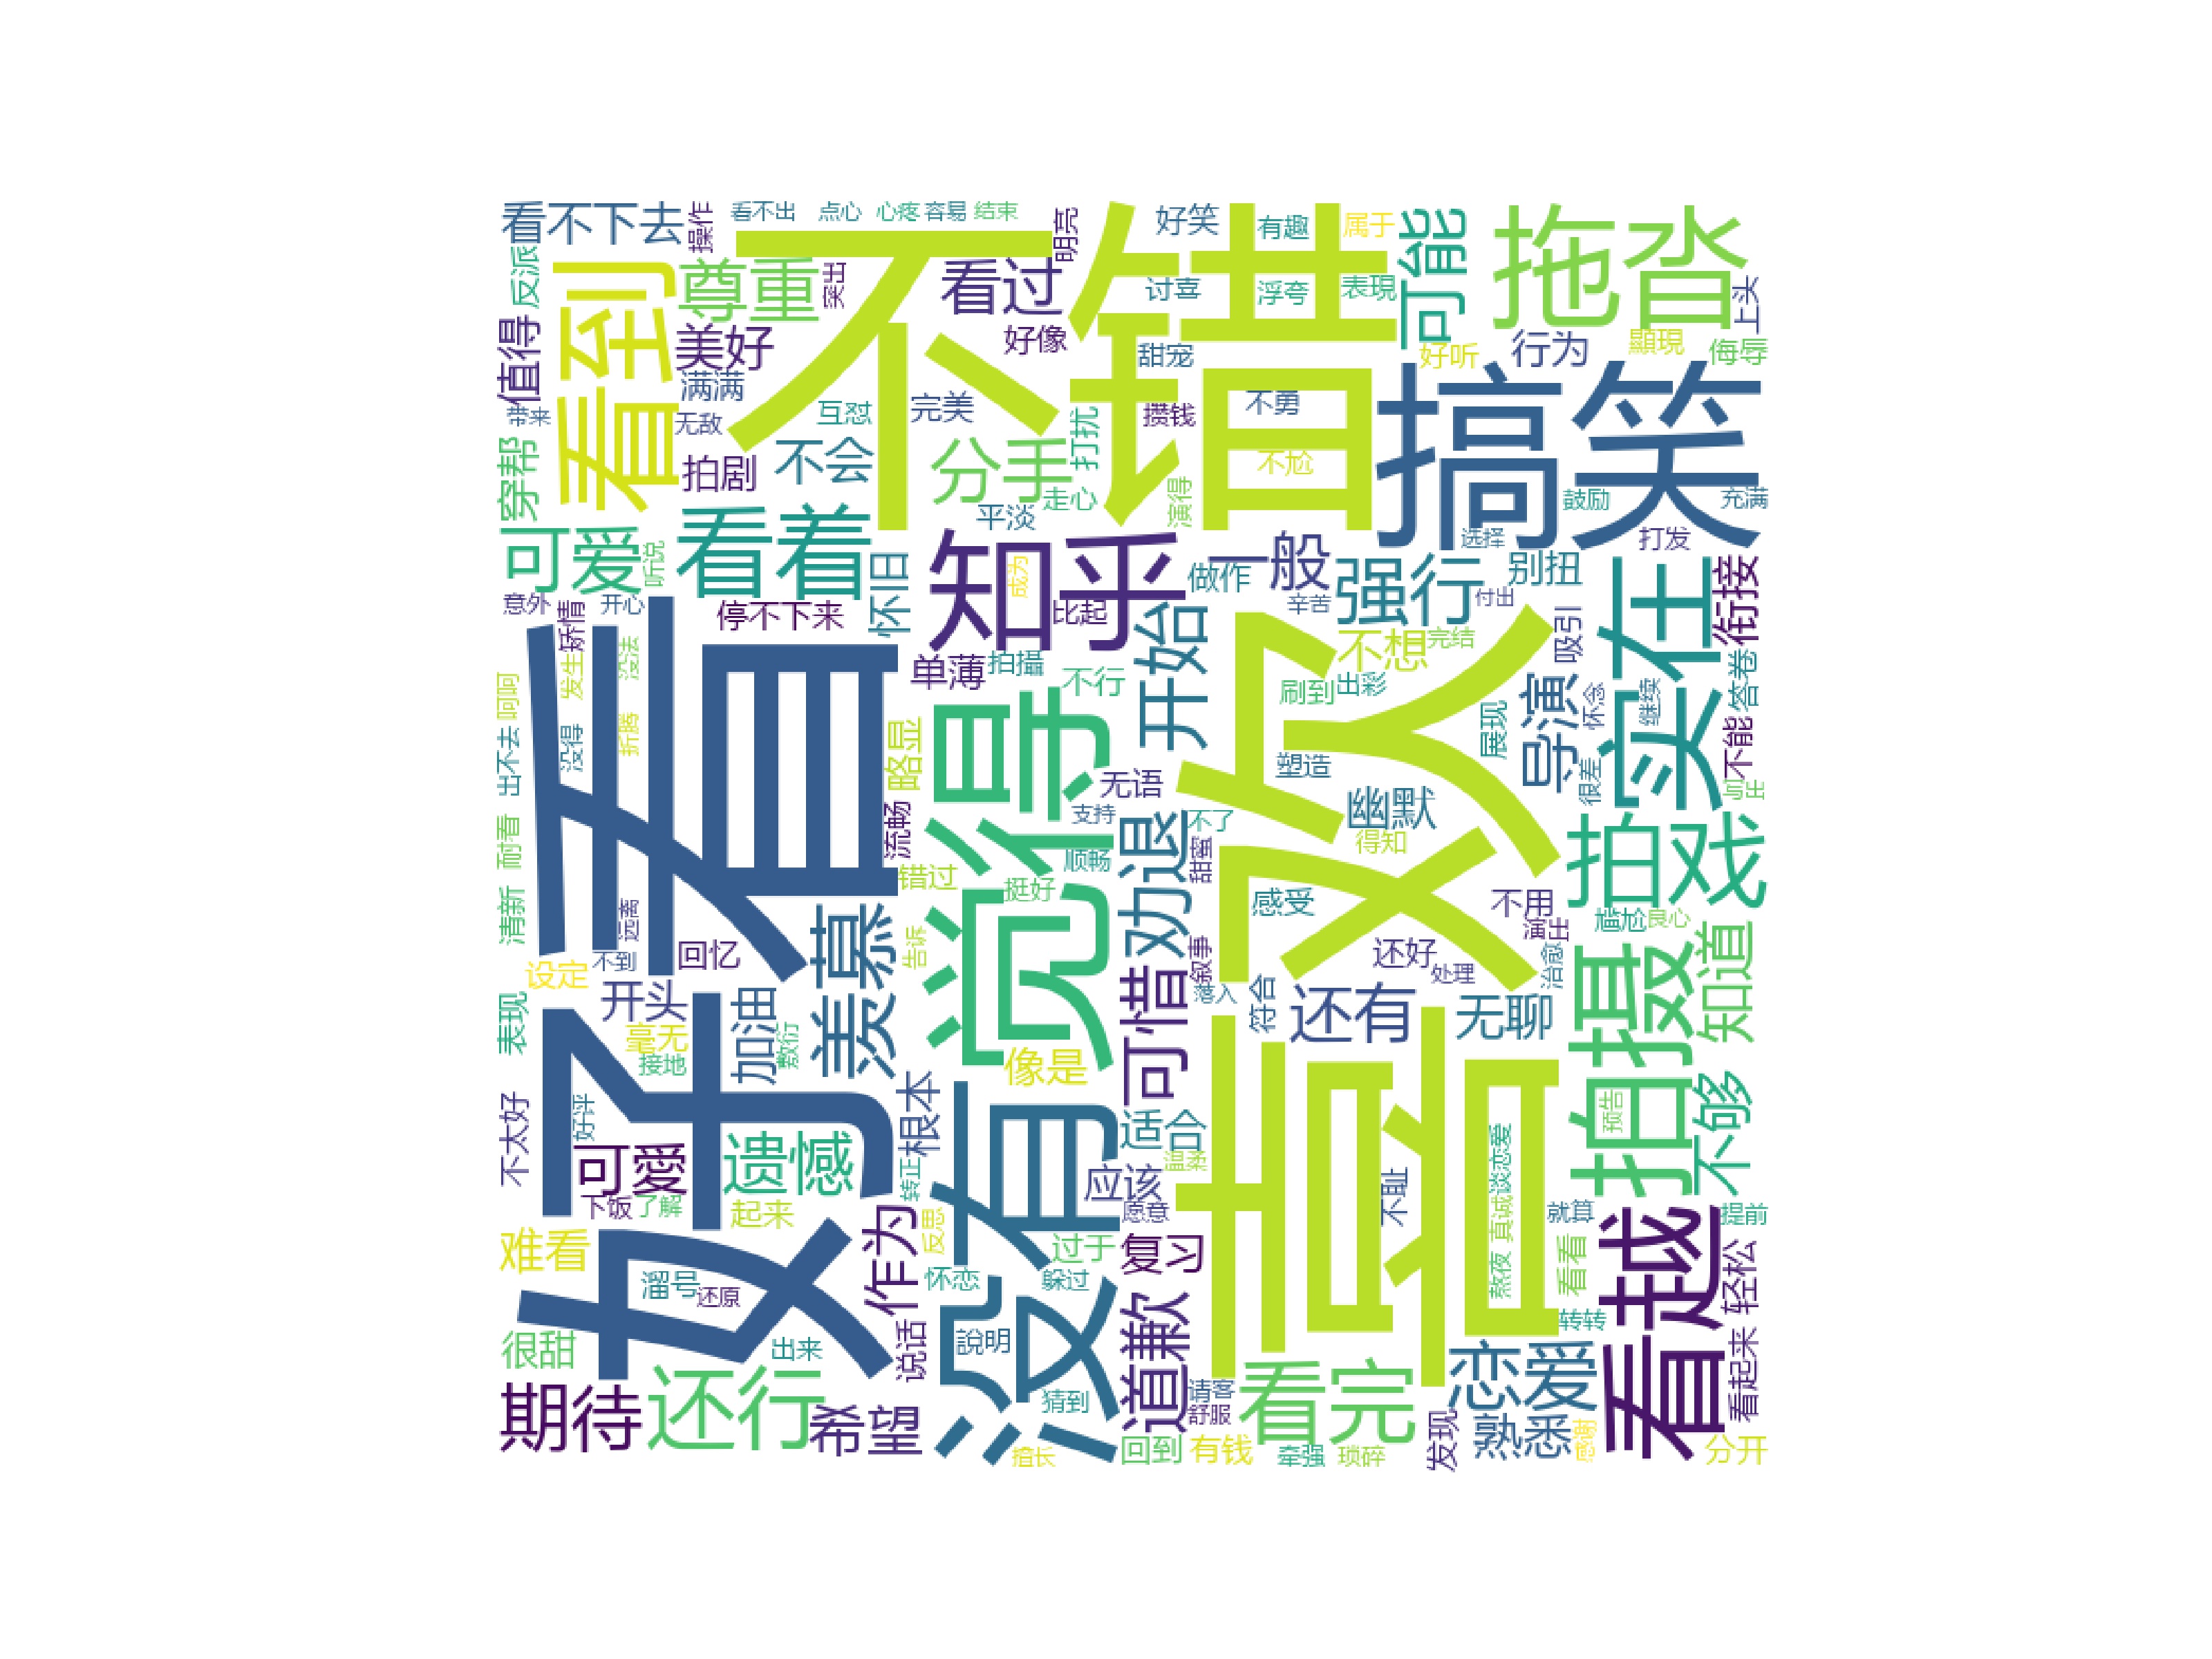 看不下去
操作
看不出
点心
心疼
容易
结束
明亮
不错
好笑
有趣
属于
可能
拖沓
上头
反派
看到
尊重
突出
看过
讨喜
浮夸
表現
值得
美好
好像
甜宠
好听
行为
顯現
侮辱
满满
无敌
互怼
完美
攒钱
不勇
搞笑
穿帮
拍剧
不会
分手
打扰
走心
演得
不尬
鼓励
充满
平淡
选择
打发
可爱
听说
看着
怀旧
知乎
成为
比起
一般
做作
强行
别扭
实在
衔接
意外
矫情
开心
停不下来
辛苦
付出
开始
不想
完结
吸引
单薄
拍摄
不行
刷到
出彩
导演
怀念
继续
答卷
呵呵
发生
没法
好看
觉得
喜欢
出不去
没得
折腾
略显
无语
塑造
展现
很差
不能
流畅
支持
不了
幽默
拍戏
耐看
错过
挺好
顺畅
劝退
甜蜜
得知
清新
远离
回忆
羡慕
告诉
感受
不用
演出
尴尬
良心
设定
不到
可惜
叙事
还好
处理
治愈
拍摄
知道
表现
开头
加油
敷衍
落入
符合
还有
无聊
毫无
接地
像是
不太好
好评
可愛
遗憾
根本
没有
适合
不够
预告
转正
应该
不耻
真诚
谈恋爱
下饭
了解
起来
作为
反思
愿意
就算
提前
难看
过于
复习
熬夜
看看
看越
轻松
溜号
还原
怀恋
躲过
转转
很甜
出来
说话
說明
道歉
恋爱
看起来
期待
还行
希望
猜到
请客
舒服
看完
发现
熟悉
感谢
擅长
回到
有钱
牵强
琐碎
分开